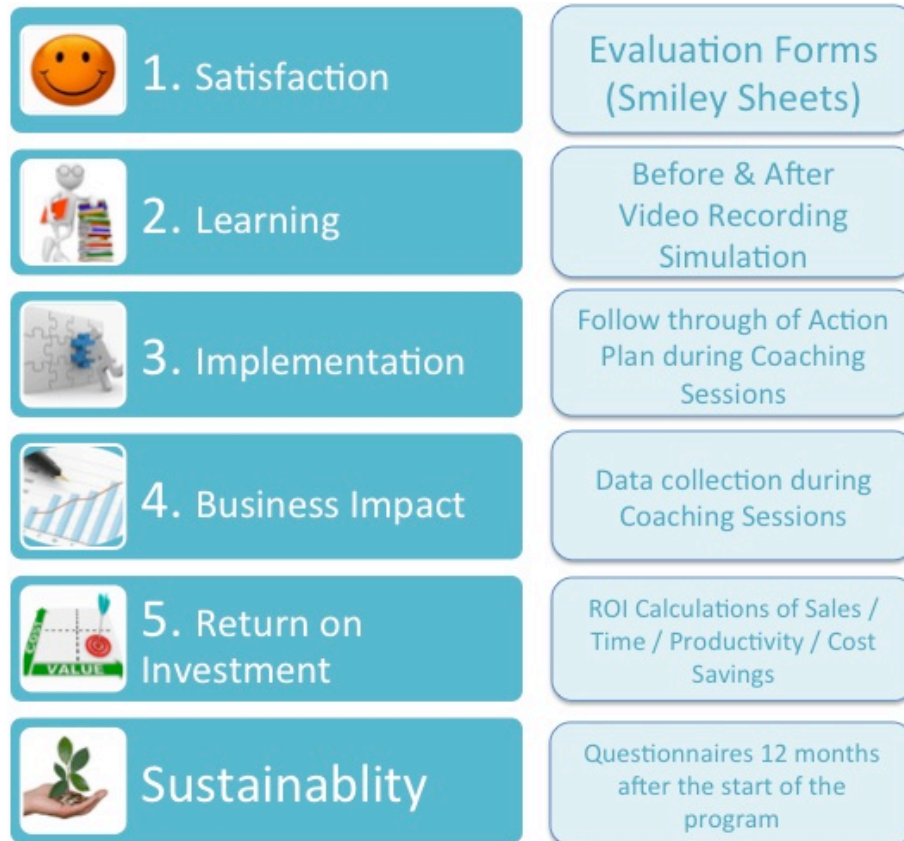 1. Satisfaction
Evaluation Forms
(Smiley Sheets)
2. Learning
Before & After
Video Recording
Simulation
3. Implementation
Follow through of Action
Plan during Coaching
Sessions
4. Business Impact
Data collection during
Coaching Sessions
COST
VALUE
5. Return on
Investment
ROI Calculations of Sales /
Time / Productivity / Cost
Savings
Sustainablity
Questionnaires 12 months
after the start of the
program